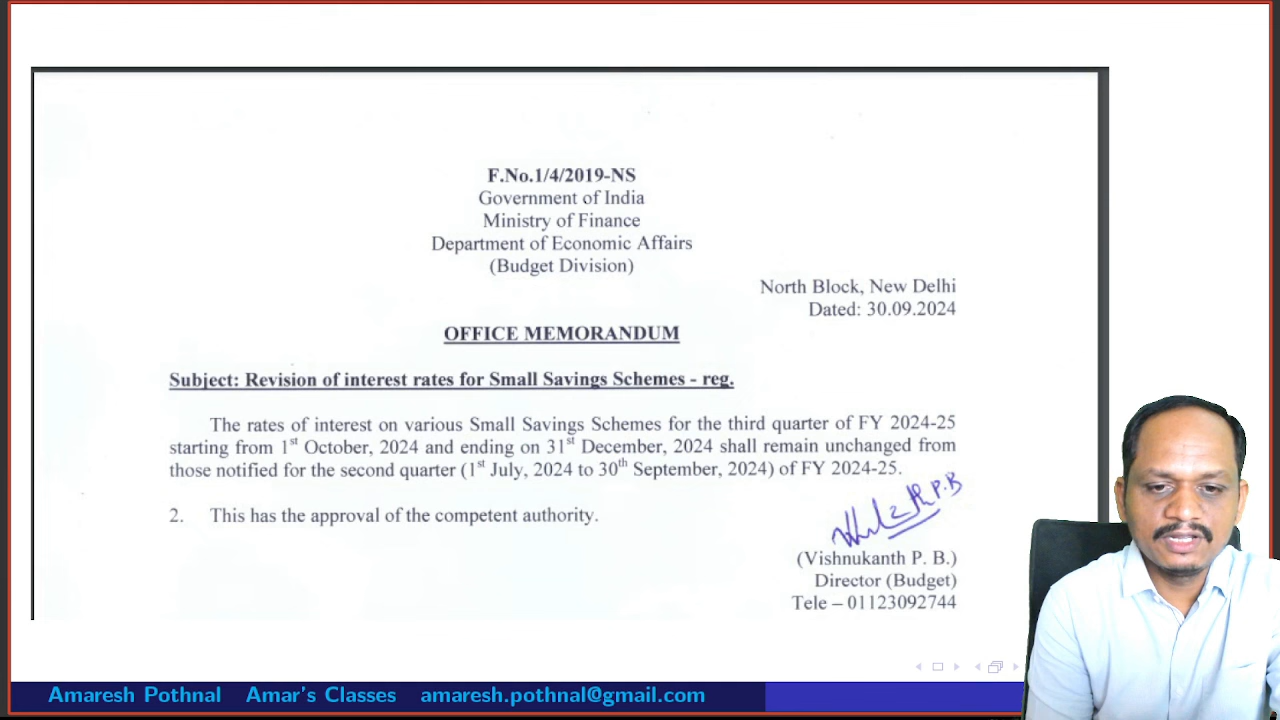 F.No.1/4/2019-NS
Government of India
Ministry of Finance
Department of Economic Affairs
(Budget Division)
North Block, New Delhi
Dated: 30.09.2024
OFFICE MEMORANDUM
Subject: Revision of interest rates for Small Savings Schemes - reg.
The rates of interest on various Small Savings Schemes for the third quarter of FY 2024-25
starting from 1st October, 2024 and ending on 31st December, 2024 shall remain unchanged from
those notified for the second quarter (1st July, 2024 to 30th September, 2024) of FY 2024-25.
2. This has the approval of the competent authority.
(Vishnukanth P. B.)
Director (Budget)
Tele – 01123092744
Amaresh Pothnal Amar's Classes amaresh.pothnal@gmail.com